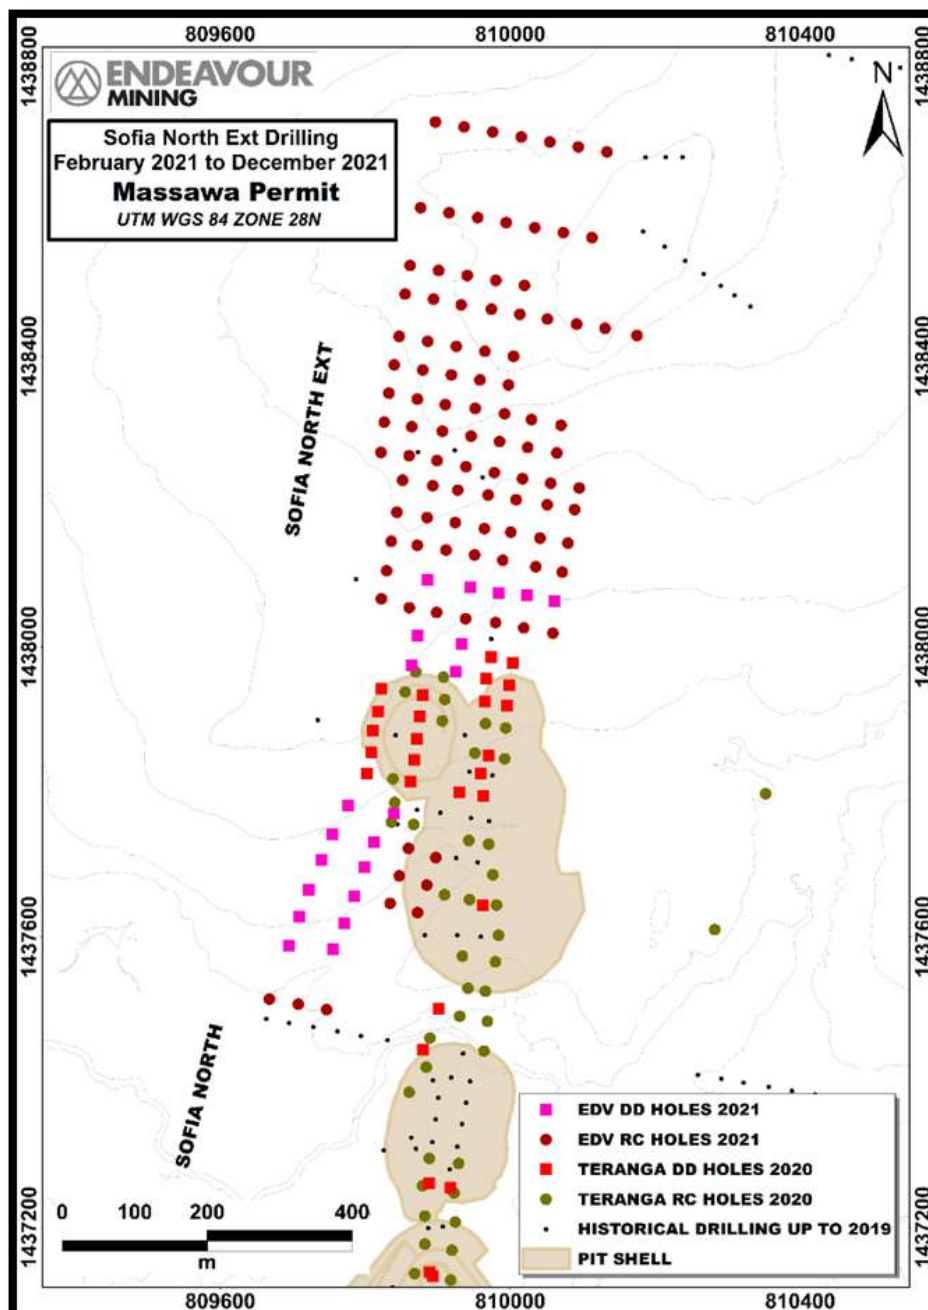 809600 810000 810400
1438800 1438800
ENDEAVOUR
MINING
N
Sofia North Ext Drilling
February 2021 to December 2021
Massawa Permit
UTM WGS 84 ZONE 28N
1438400 1438400
SOFIA NORTH EXT
1438000 1438000
1437600 1437600
SOFIA NORTH
EDV DD HOLES 2021
EDV RC HOLES 2021
TERANGA DD HOLES 2020
TERANGA RC HOLES 2020
HISTORICAL DRILLING UP TO 2019
PIT SHELL
0 100 200 400
m
1437200 1437200
809600 810000 810400